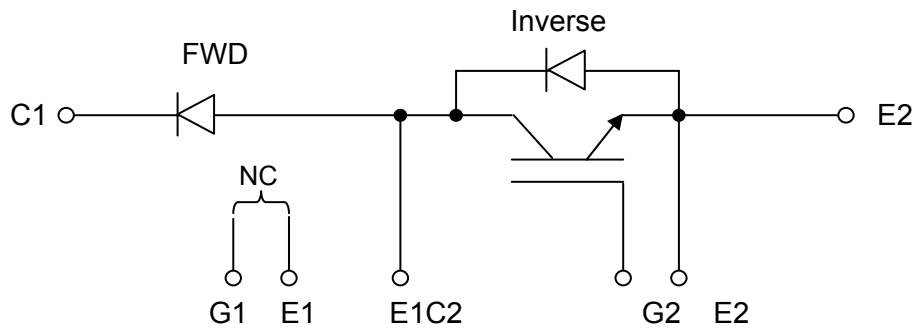 Inverse
FWD
C1
E2
NC
G1 E1 E1C2 G2 E2